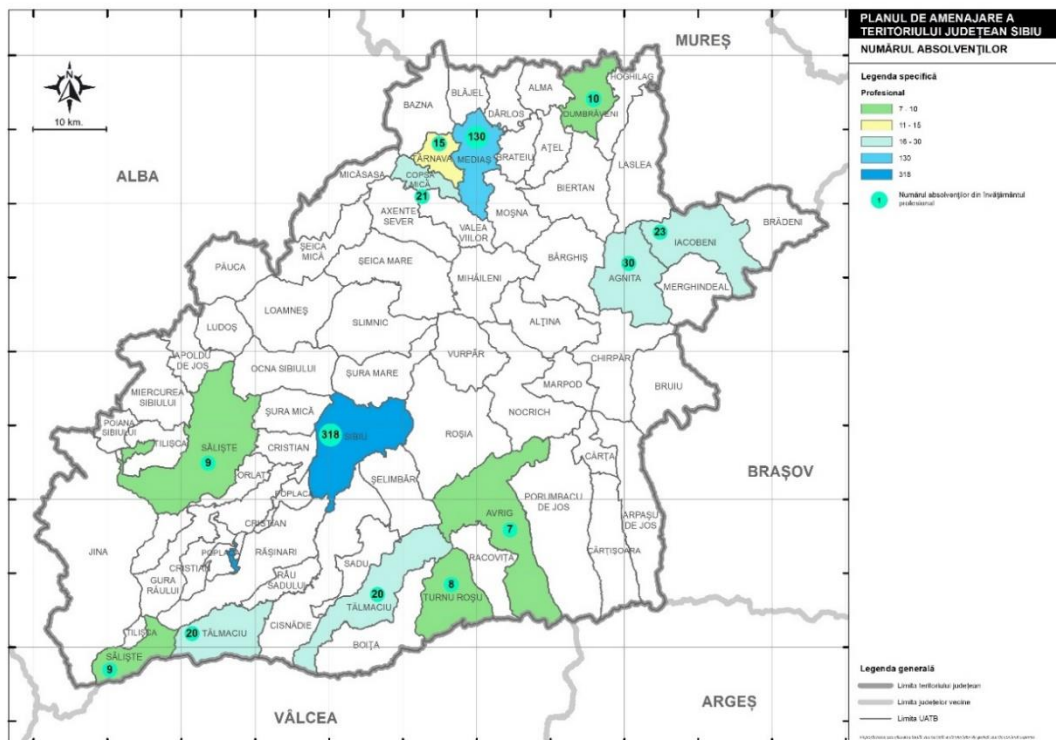 PLANUL DE AMENAJARE A
TERITORIULUI JUDEȚEAN SIBIU
NUMĂRUL ABSOLVENȚILOR
Legenda specifică
Profesional
7 - 10
11 - 15
16 - 30
130
318
1 Numărul absolvenților din învățământul
profesional
N
10 km.
MUREȘ
ALBA
BRAȘOV
ARGEȘ
VÂLCEA
HOGHILAG
BLĂJEL
ALMA
BAZNA
10
DUMBRĂVENI
DÂRLOS
130
15
TÂRNAVA
MEDIAȘ
BRATEIU
AȚEL
LASLEA
MICĂSASA
COPȘA
MICĂ
BIERTAN
21
AXENTE
SEVER
MOȘNA
VALEA
VIILOR
23
BRĂDENI
IACOBENI
ȘEICA
MICĂ
ȘEICA MARE
BÂRGHIȘ
30
PĂUCA
MIHĂILENI
AGNITA
MERGHINDEAL
LOAMNEȘ
SLIMNIC
ALȚINA
LUDOȘ
APOLDU
DE JOS
VURPĂR
CHIRPĂR
OCNA SIBIULUI
ȘURA MARE
MARPOD
BRUIU
MIERCUREA
SIBIULUI
ȘURA MICĂ
NOCRICH
POIANA
SIBIULUI
318
SIBIU
ROȘIA
TILIȘCA
SĂLIȘTE
CRISTIAN
9
CÂRȚA
ORLAT
ȘELIMBĂR
POPLACA
PORUMBACU
DE JOS
AVRIG
ARPAȘU
DE JOS
CRISTIAN
7
JINA
POPLACA
RĂȘINARI
CÂRȚIȘOARA
RACOVIȚA
CRISTIAN
SADU
GURA
RÂULUI
RÂU
SADULUI
8
TURNU ROȘU
20
TĂLMACIU
CISNĂDIE
TILIȘCA
20 TĂLMACIU
BOIȚA
SĂLIȘTE
9
Legenda generală
Limita teritoriului județean
Limita județelor vecine
Limita UATB